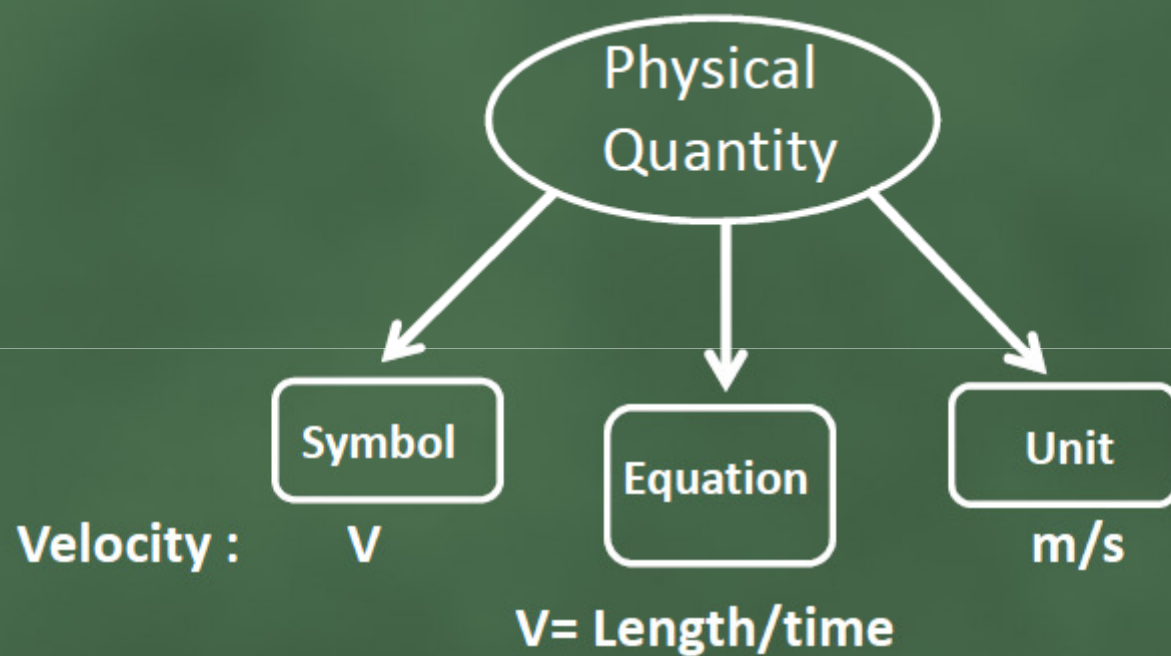 Physical
Quantity
Symbol
Equation
Unit
Velocity :
V
m/s
V= Length/time